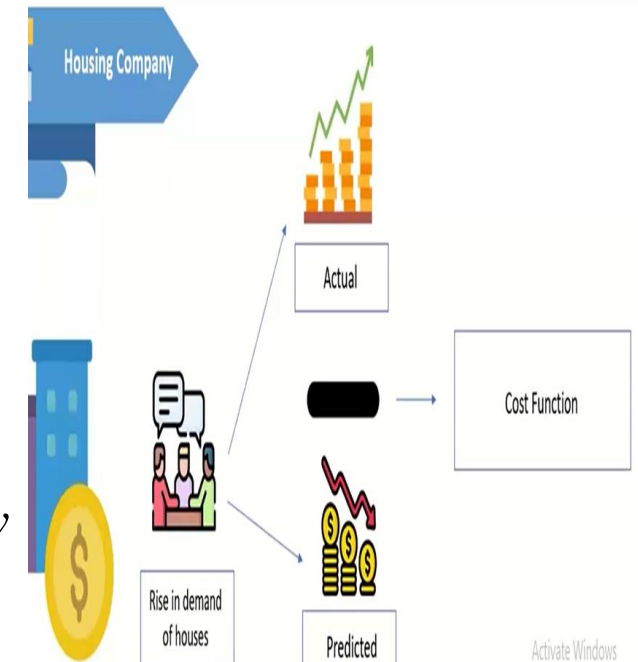 Housing Company
Actual
Cost Function
Rise in demand
of houses
Predicted
Activate Windows